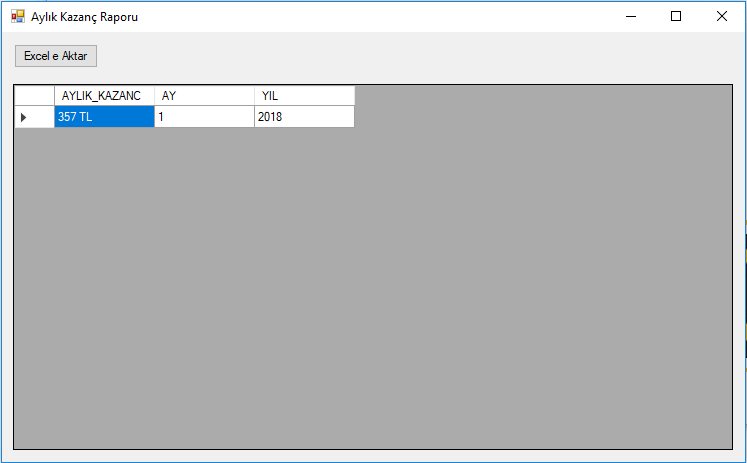 Aylık Kazanç Raporu
Excel e Aktar
AYLIK_KAZANC AY YIL
357 TL 1 2018